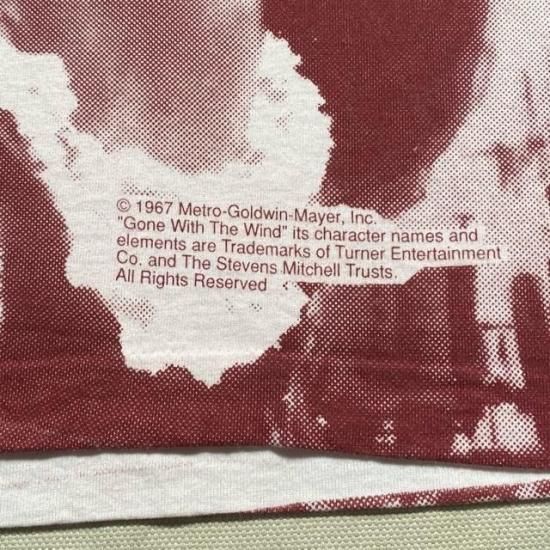 © 1967 Metro-Goldwin-Mayer, Inc.
"Gone With The Wind" its character names and
elements are Trademarks of Turner Entertainment
Co. and The Stevens Mitchell Trusts.
All Rights Reserved